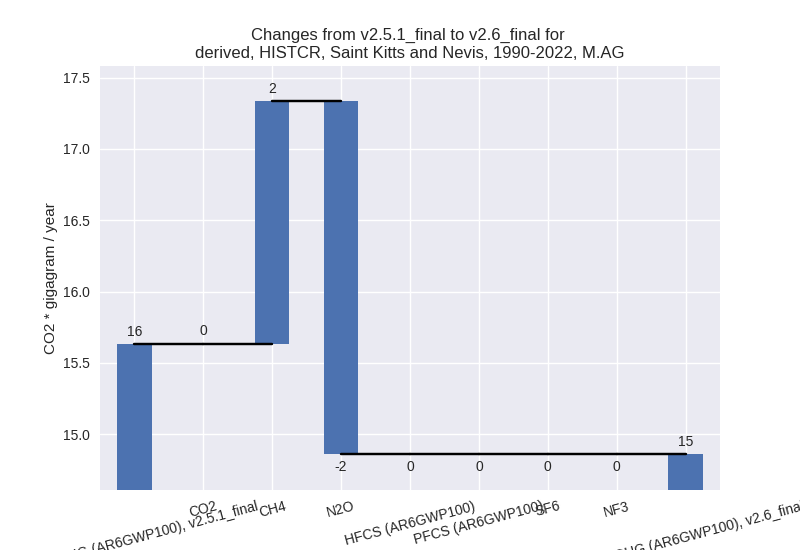 Changes from v2.5.1_final to v2.6_final for
derived, HISTCR, Saint Kitts and Nevis, 1990-2022, M.AG
CO2 * gigagram / year
17.5
17.0
16.5
16.0
15.5
15.0
16
0
2
-2
0
0
0
0
15
(AR6GWP100), v2.5.1_final
CO2
CH4
N2O
HFCS (AR6GWP100)
PFCS (AR6GWP100)
SF6
NF3
(AR6GWP100), v2.6_final